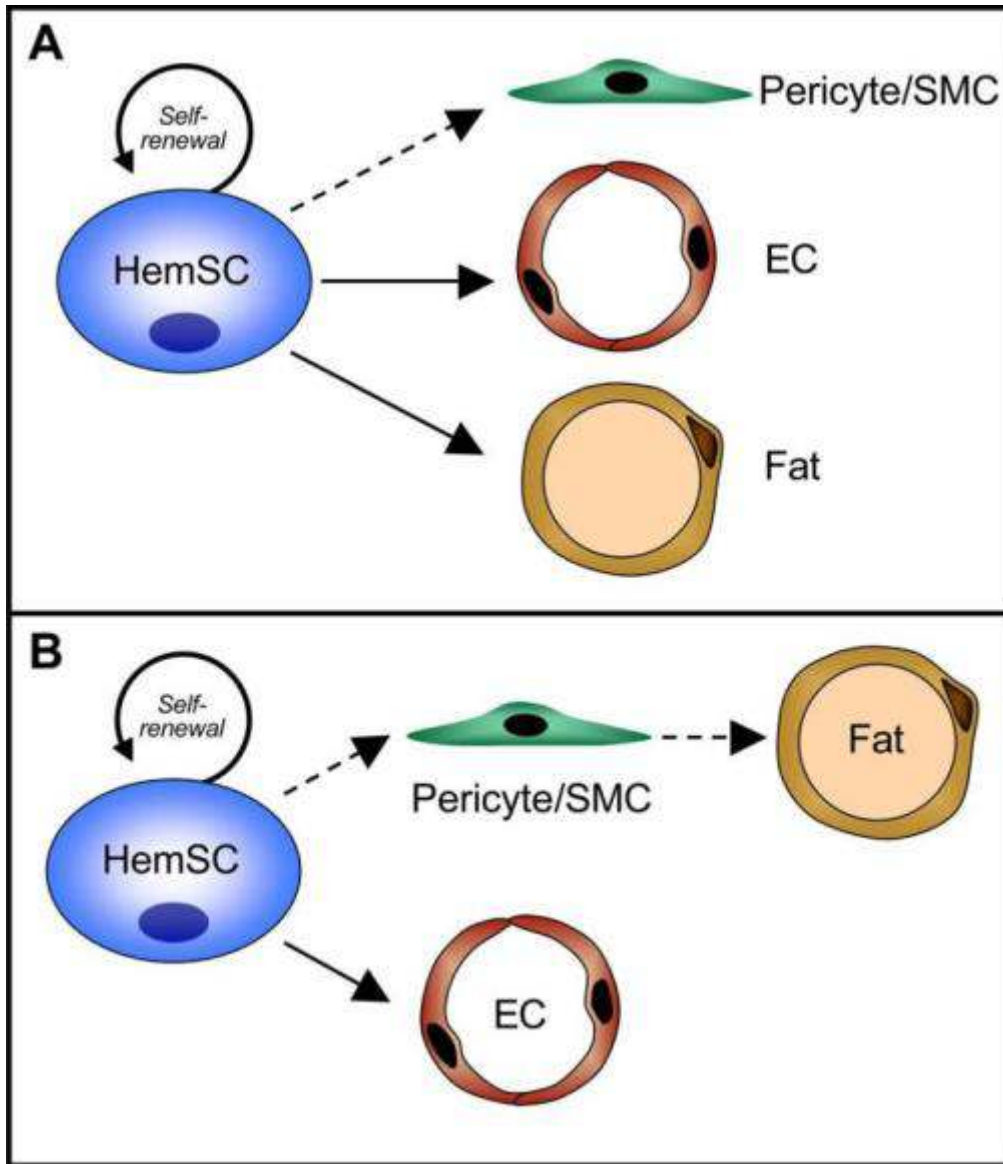 A
Self-
renewal
HemSC
Pericyte/SMC
EC
Fat
B
Self-
renewal
HemSC
Pericyte/SMC
Fat
EC